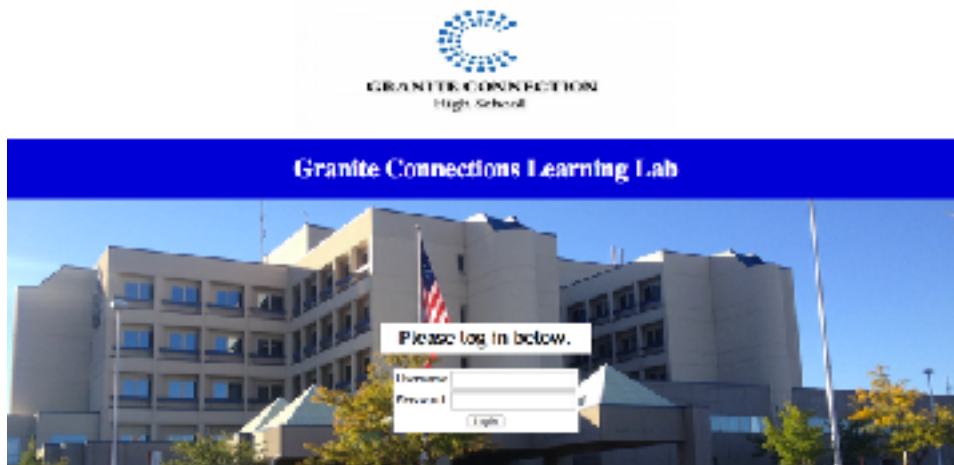 GRANITE CONNECTION
High School
Granite Connections Learning Lab
Please log in below.
Username
Password
Login